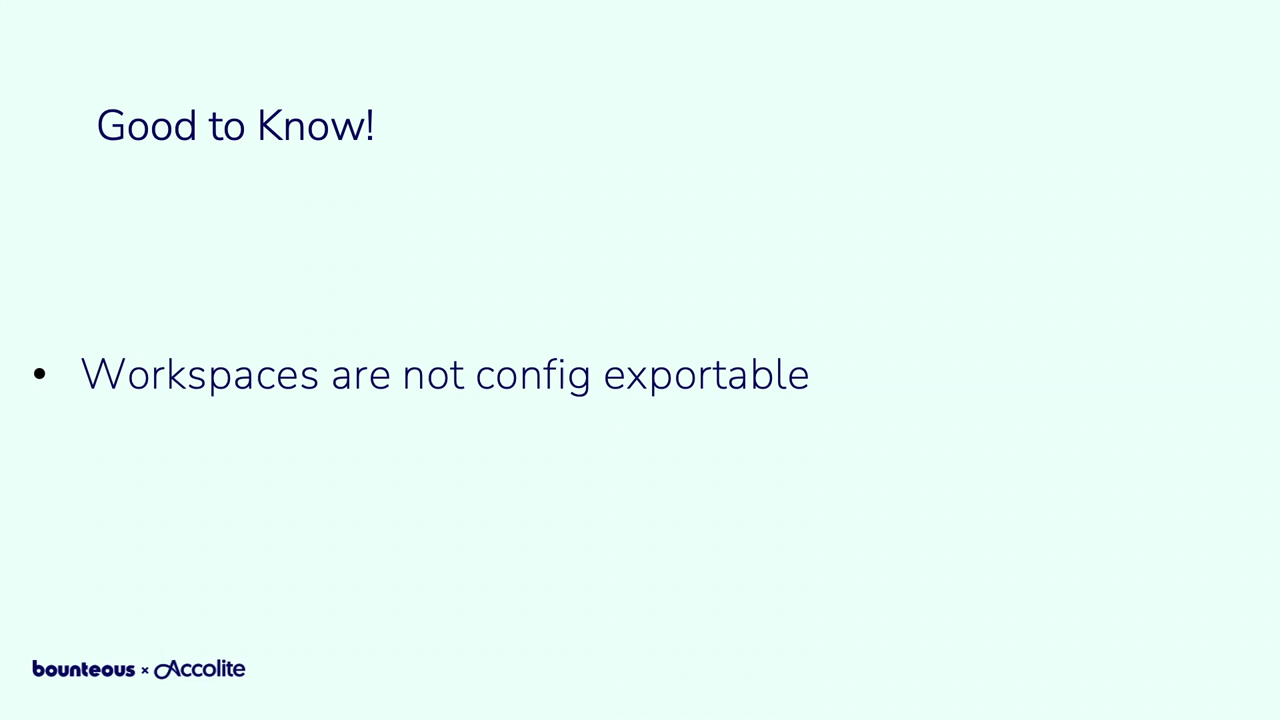 Good to Know!
• Workspaces are not config exportable
bounteous × Accolite